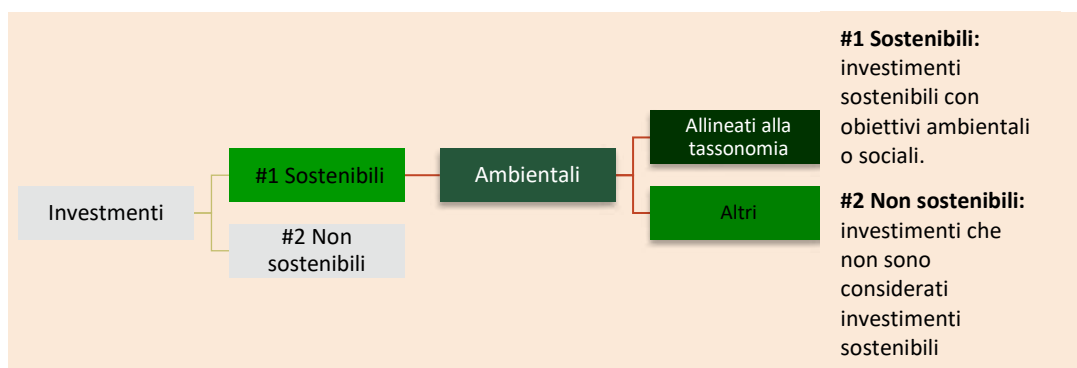 Investmenti
#1 Sostenibili
#2 Non
sostenibili
Ambientali
Allineati alla
tassonomia
Altri
#1 Sostenibili:
investimenti
sostenibili con
obiettivi ambientali
o sociali.
#2 Non sostenibili:
investimenti che
non sono
considerati
investimenti
sostenibili